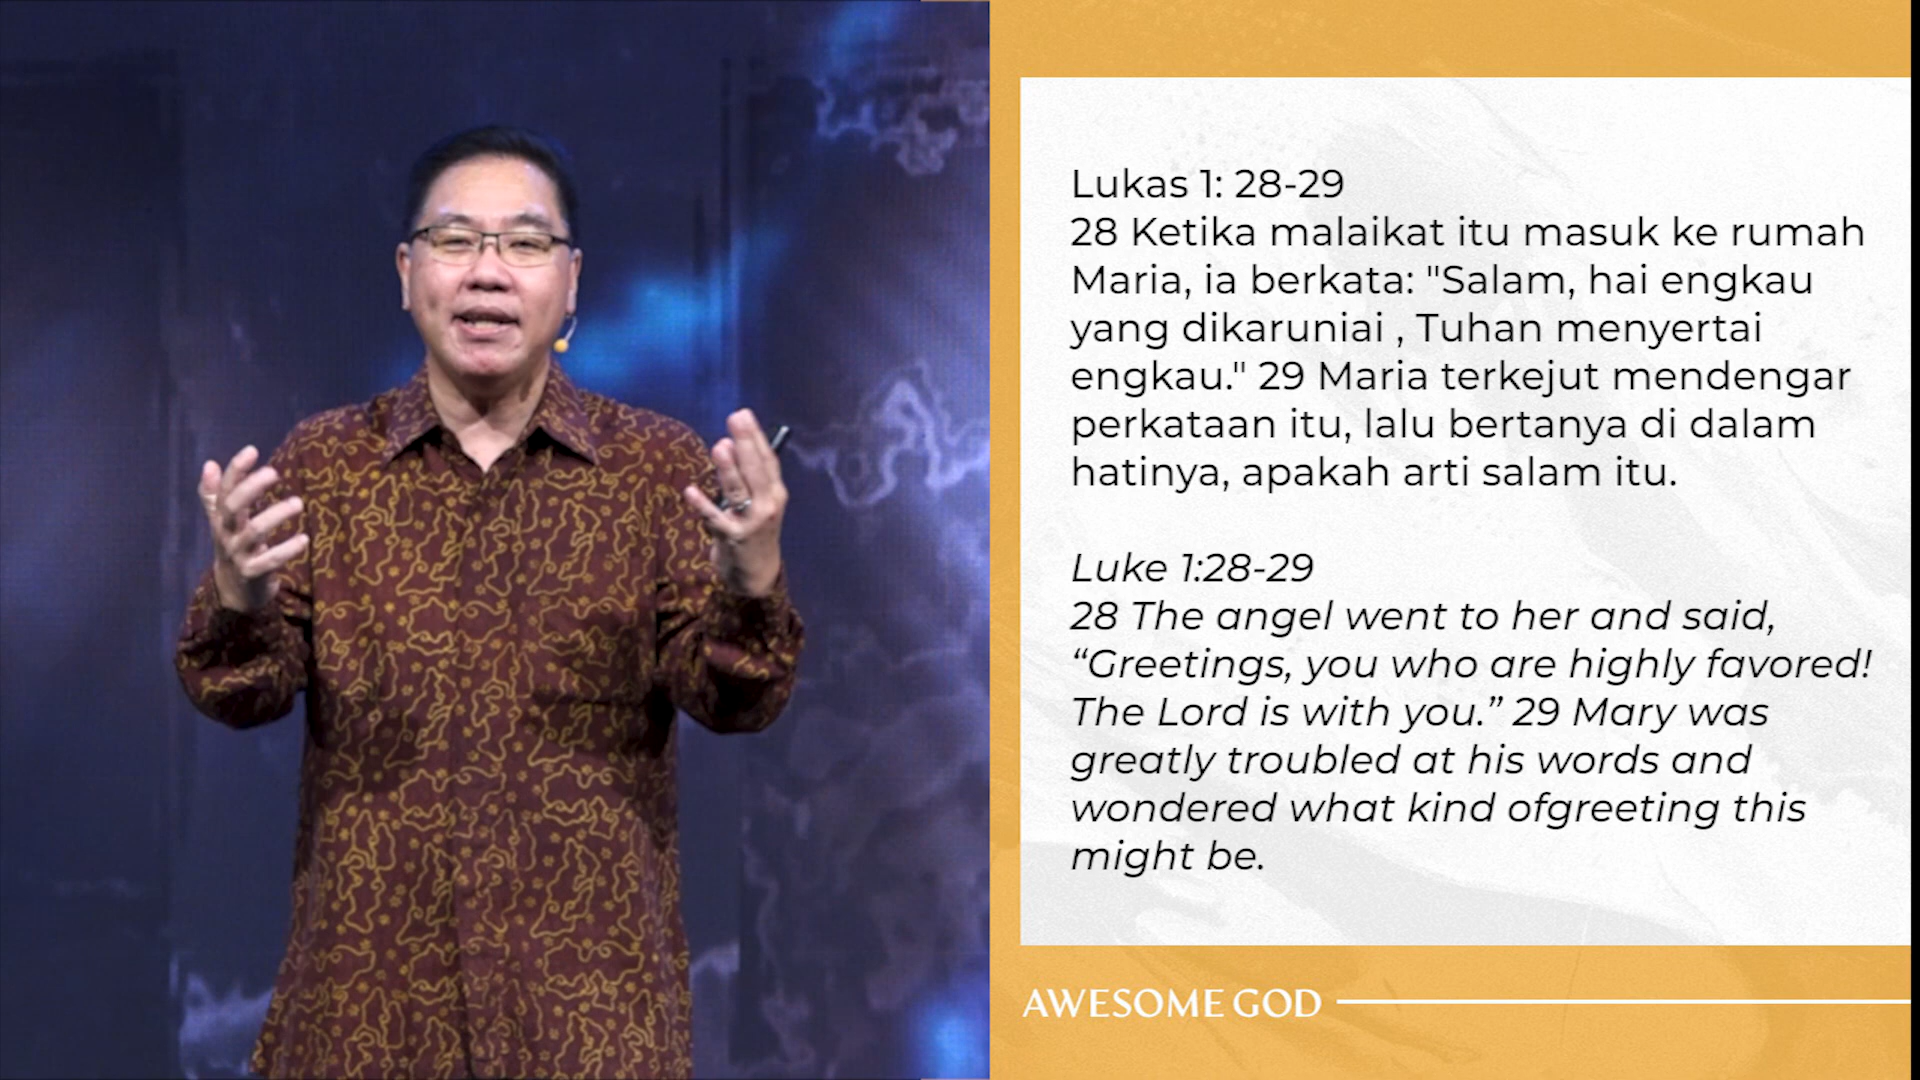 Lukas 1: 28-29
28 Ketika malaikat itu masuk ke rumah
Maria, ia berkata: "Salam, hai engkau
yang dikaruniai , Tuhan menyertai
engkau." 29 Maria terkejut mendengar
perkataan itu, lalu bertanya di dalam
hatinya, apakah arti salam itu.
Luke 1:28-29
28 The angel went to her and said,
“Greetings, you who are highly favored!
The Lord is with you.” 29 Mary was
greatly troubled at his words and
wondered what kind ofgreeting this
might be.
AWESOME GOD